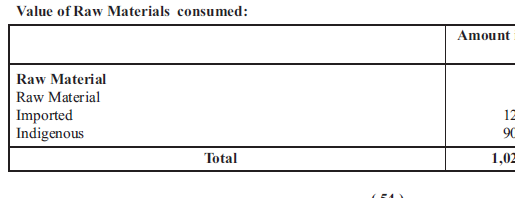 Value of Raw Materials consumed:
Amount
Raw Material
Raw Material
Imported 12
Indigenous 90
Total 1,02